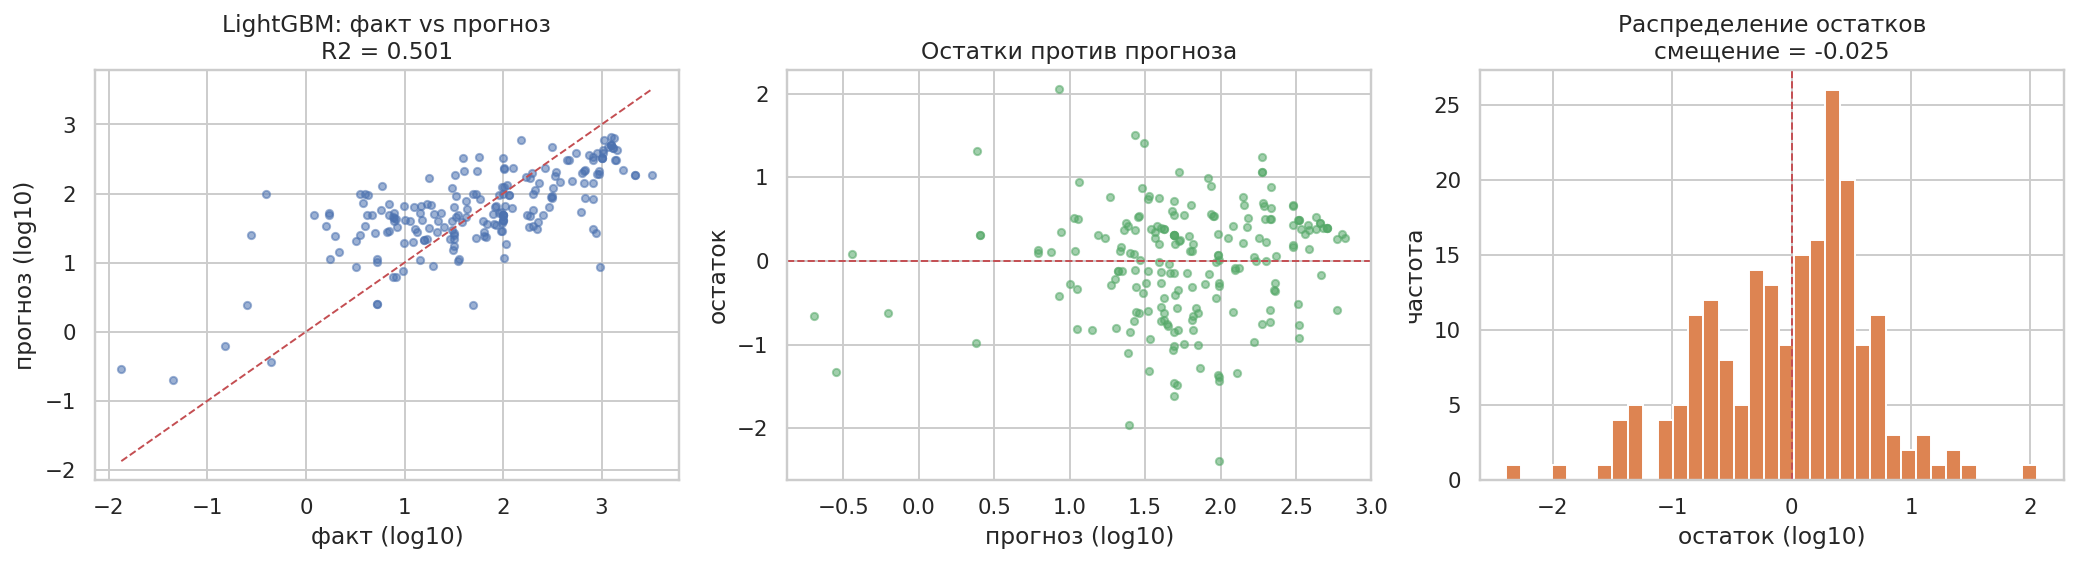 LightGBM: факт vs прогноз
R2 = 0.501
прогноз (log10)
3
2
1
0
−1
−2
−2 −1 0 1 2 3
факт (log10)
Остатки против прогноза
остаток
2
1
0
−1
−2
−0.5 0.0 0.5 1.0 1.5 2.0 2.5 3.0
прогноз (log10)
Распределение остатков
смещение = -0.025
частота
25
20
15
10
5
0
−2 −1 0 1 2
остаток (log10)